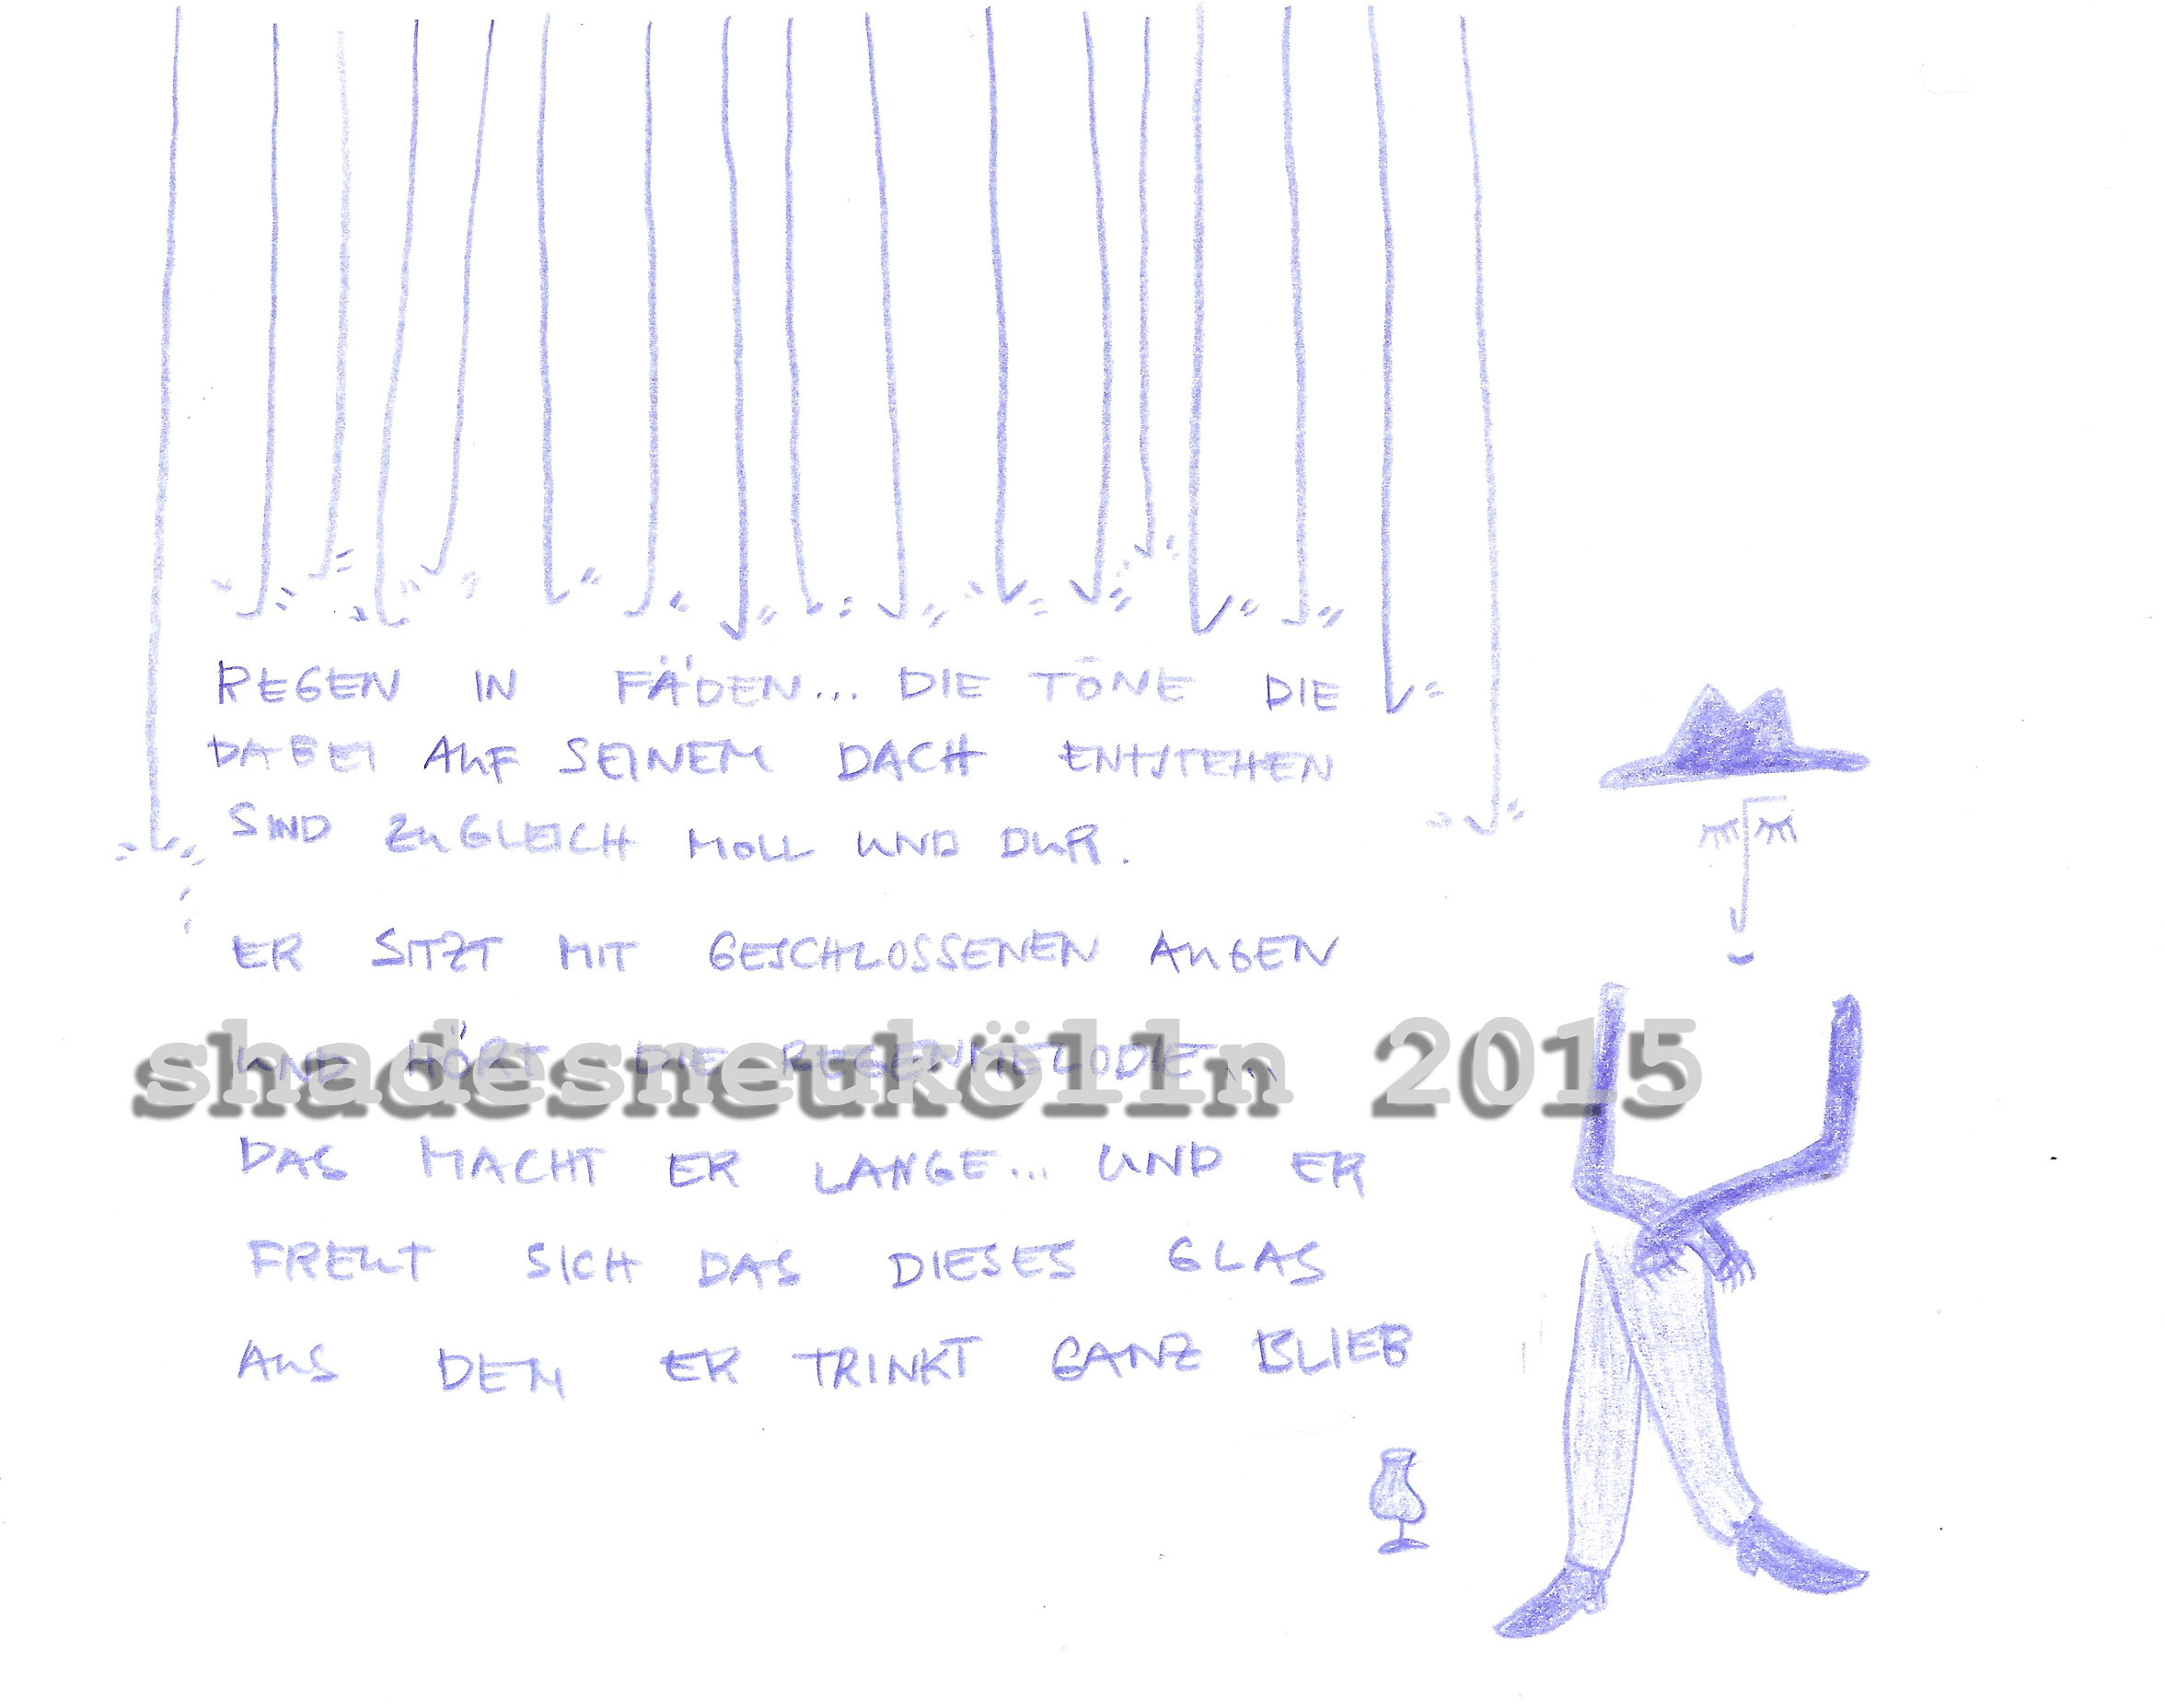 REGEN IN FÄDEN... DIE TÖNE DIE
DABEI AUF SEINEM DACH ENTSTEHEN
SIND ZUGLEICH MOLL UND DUR.
ER SITZT MIT GESCHLOSSENEN AUGEN
UND HÖRT DIE REGENMELODIE...
shadesneukölln 2015
DAS MACHT ER LANGE... UND ER
FREUT SICH DAS DIESES GLAS
AUS DEM ER TRINKT GANZ BLIEB